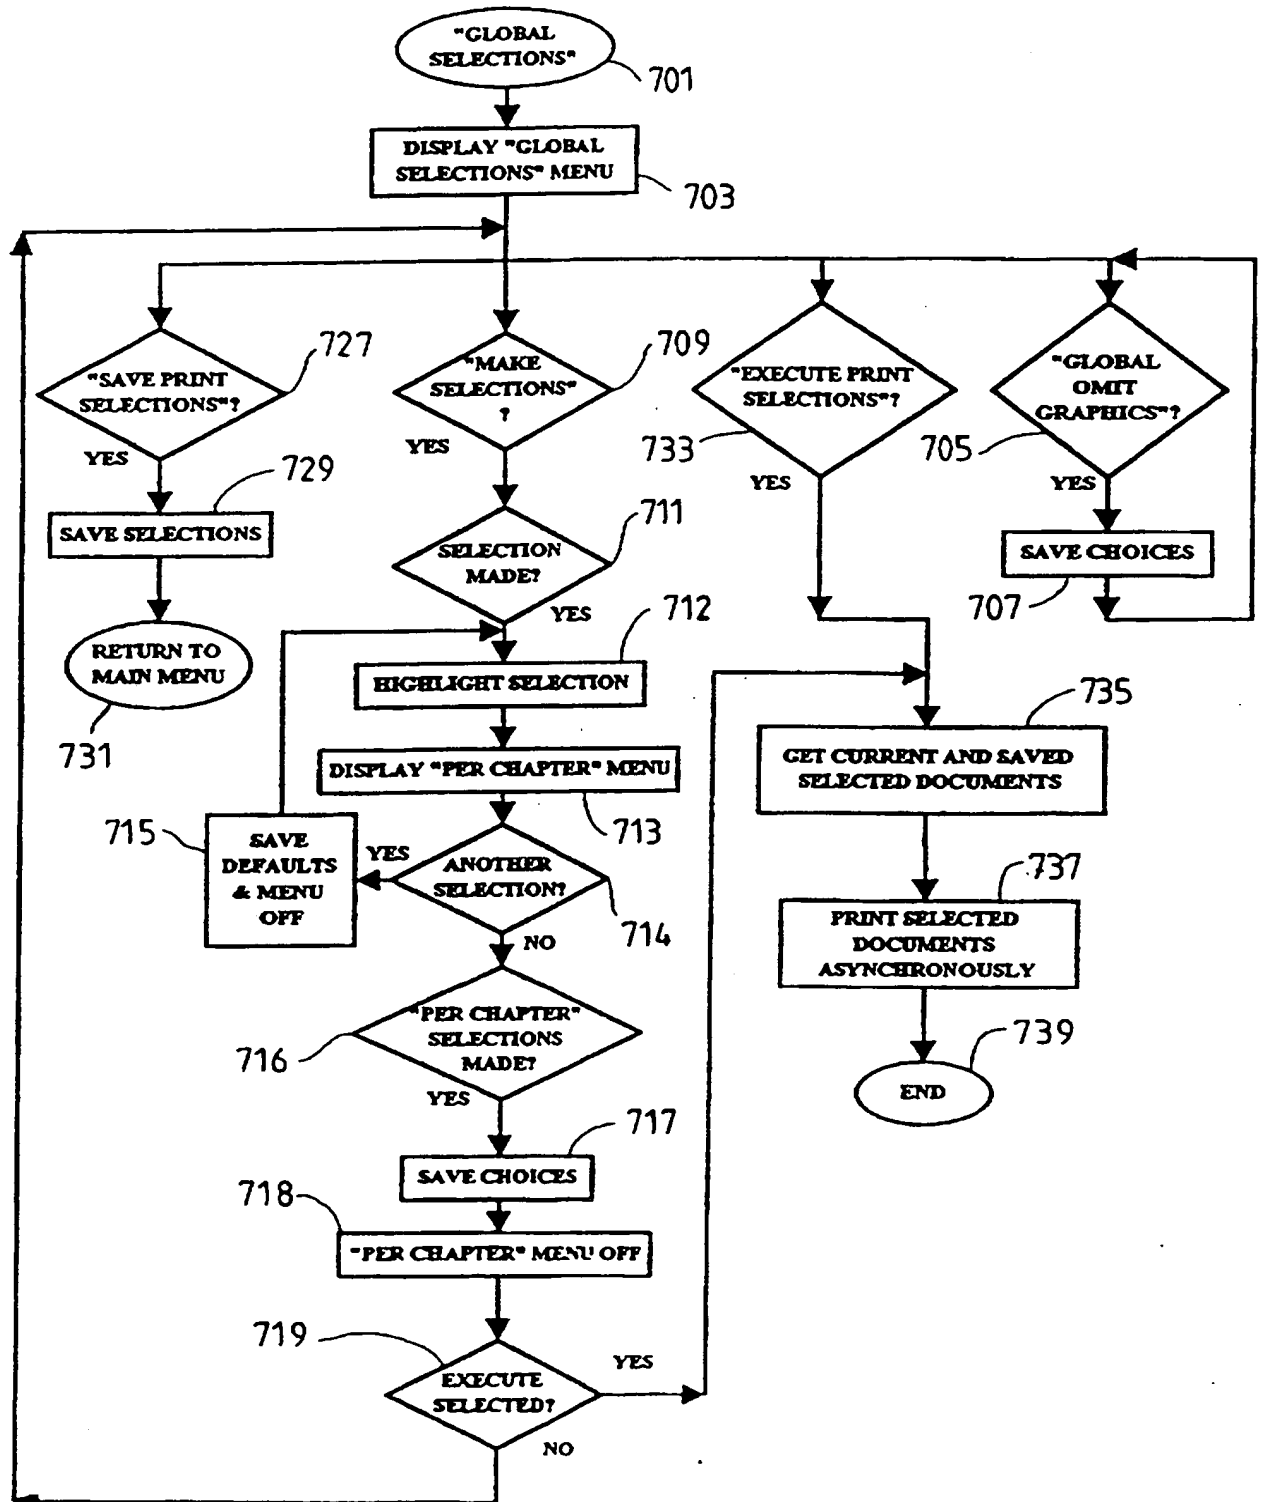 "GLOBAL
SELECTIONS"
701
DISPLAY "GLOBAL
SELECTIONS" MENU
703
"SAVE PRINT
SELECTIONS"?
727
YES
729
SAVE SELECTIONS
RETURN TO
MAIN MENU
731
"MAKE
SELECTIONS"
?
709
YES
711
SELECTION
MADE?
YES
712
HIGHLIGHT SELECTION
DISPLAY "PER CHAPTER" MENU
713
715
SAVE
DEFAULTS
& MENU
OFF
YES
ANOTHER
SELECTION?
714
NO
"PER CHAPTER"
SELECTIONS
MADE?
716
YES
717
SAVE CHOICES
718
"PER CHAPTER" MENU OFF
719
EXECUTE
SELECTED?
YES
NO
"EXECUTE PRINT
SELECTIONS"?
733
YES
"GLOBAL
OMIT
GRAPHICS"?
705
YES
SAVE CHOICES
707
735
GET CURRENT AND SAVED
SELECTED DOCUMENTS
737
PRINT SELECTED
DOCUMENTS
ASYNCHRONOUSLY
739
END